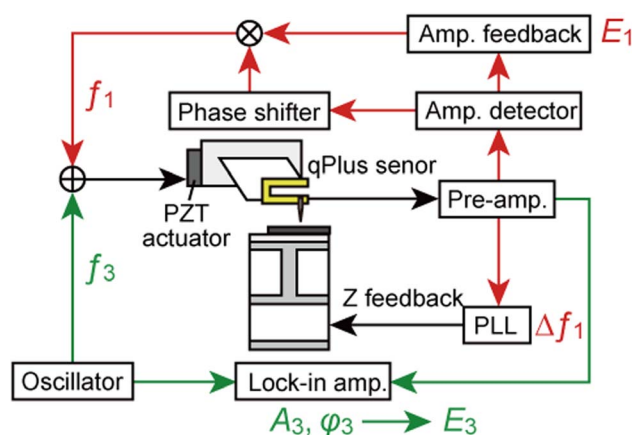 Amp. feedback
E1
f1
Phase shifter
Amp. detector
qPlus senor
PZT
actuator
Pre-amp.
f3
Z feedback
PLL
Δf1
Oscillator
Lock-in amp.
A3, φ3
E3